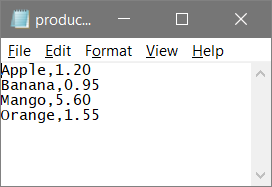 produc...
File Edit Format View Help
Apple,1.20
Banana,0.95
Mango,5.60
Orange,1.55